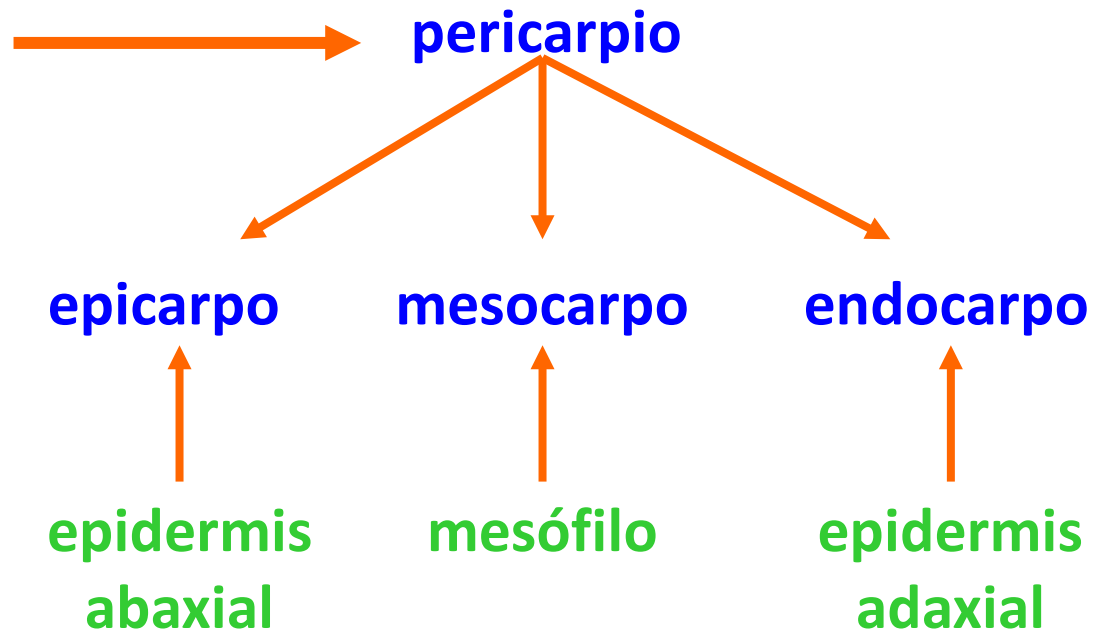 pericarpio
epicarpo mesocarpo endocarpo
epidermis mesófilo epidermis
abaxial adaxial